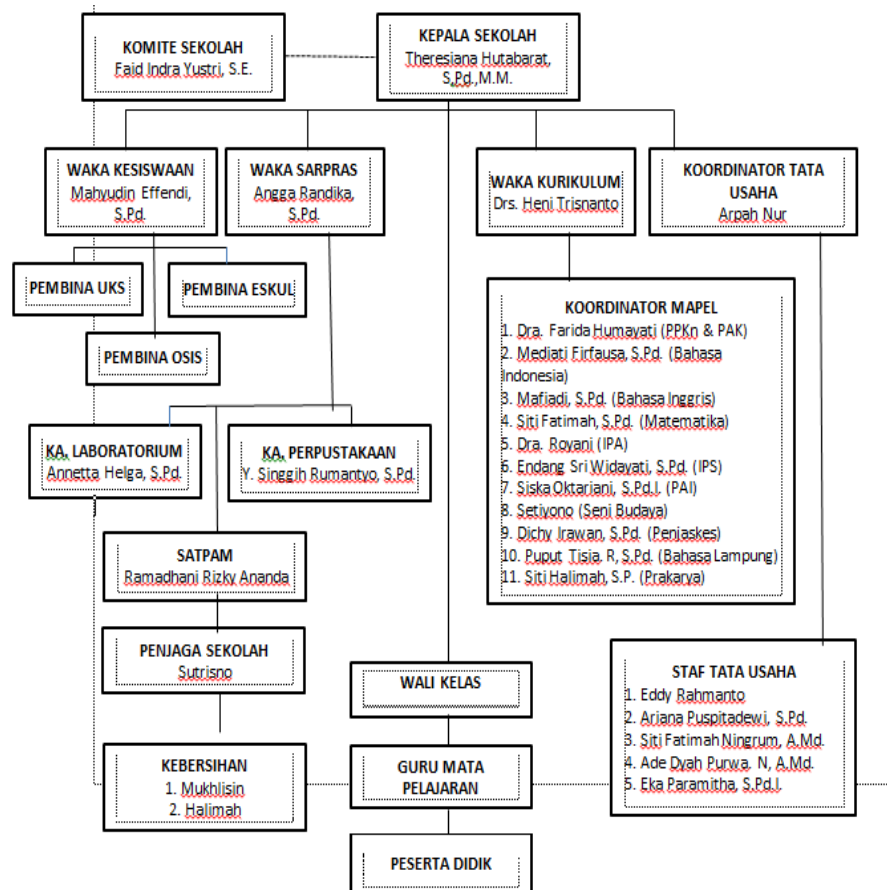 KOMITE SEKOLAH
Faid Indra Yustri, S.E.
KEPALA SEKOLAH
Theresiana Hutabarat,
S,Pd.,M.M.
WAKA KESISWAAN
Mahyudin Effendi,
S.Pd.
WAKA SARPRAS
Angga Randika,
S.Pd.
WAKA KURIKULUM
Drs. Heni Trisnanto
KOORDINATOR TATA
USAHA
Arpah Nur
PEMBINA UKS
PEMBINA ESKUL
PEMBINA OSIS
KOORDINATOR MAPEL
1. Dra. Farida Humayati (PPKn & PAK)
2. Mediati Firfausa, S.Pd. (Bahasa
Indonesia)
3. Mafiadi, S.Pd. (Bahasa Inggris)
4. Siti Fatimah, S.Pd. (Matematika)
5. Dra. Royani (IPA)
6. Endang Sri Widayati, S.Pd. (IPS)
7. Siska Oktariani, S.Pd.I. (PAI)
8. Setiyono (Seni Budaya)
9. Dichy Irawan, S.Pd. (Penjaskes)
10. Puput Tisja. R, S.Pd. (Bahasa Lampung)
11. Siti Halimah, S.P. (Prakarya)
KA. LABORATORIUM
Annetta Helga, S.Pd.
KA. PERPUSTAKAAN
Y. Singgih Rumantyo, S.Pd.
SATPAM
Ramadhani Rizky Ananda
PENJAGA SEKOLAH
Sutrisno
KEBERSIHAN
1. Mukhlisin
2. Halimah
WALI KELAS
GURU MATA
PELAJARAN
PESERTA DIDIK
STAF TATA USAHA
1. Eddy Rahmanto
2. Ariana Puspitadewi, S.Pd.
3. Siti Fatimah Ningrum, A.Md.
4. Ade Dyah Purwa. N, A.Md.
5. Eka Paramitha, S.Pd.I.